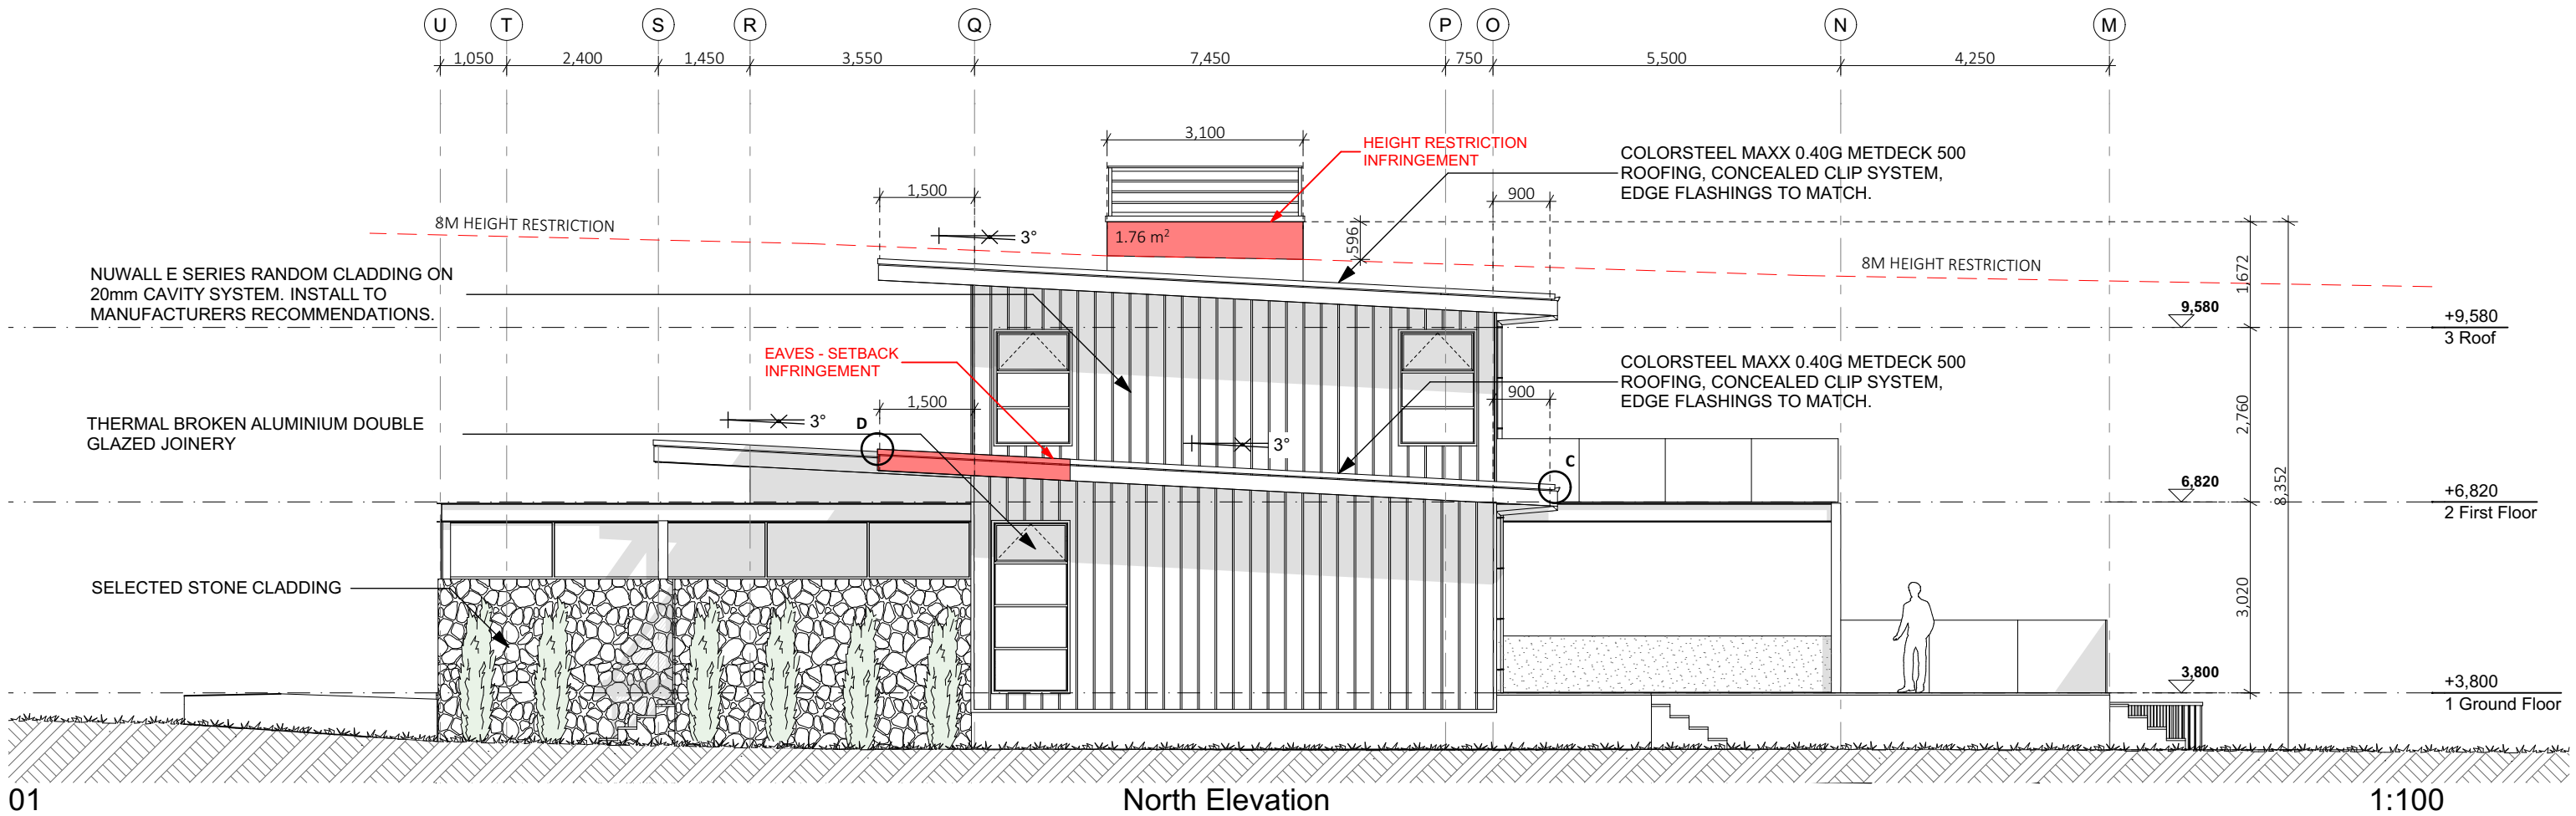 U T S R Q P O N M
1,050 2,400 1,450 3,550 7,450 750 5,500 4,250
3,100
HEIGHT RESTRICTION
INFRINGEMENT
COLORSTEEL MAXX 0.40G METDECK 500
ROOFING, CONCEALED CLIP SYSTEM,
EDGE FLASHINGS TO MATCH.
1,500
900
8M HEIGHT RESTRICTION
3°
1.76 m²
596
8M HEIGHT RESTRICTION
1,672
NUWALL E SERIES RANDOM CLADDING ON
20mm CAVITY SYSTEM. INSTALL TO
MANUFACTURERS RECOMMENDATIONS.
9,580
+9,580
3 Roof
EAVES - SETBACK
INFRINGEMENT
COLORSTEEL MAXX 0.40G METDECK 500
ROOFING, CONCEALED CLIP SYSTEM,
EDGE FLASHINGS TO MATCH.
1,500
900
2,760
THERMAL BROKEN ALUMINIUM DOUBLE
GLAZED JOINERY
3°
D
3°
C
8,352
6,820
+6,820
2 First Floor
SELECTED STONE CLADDING
3,020
3,800
+3,800
1 Ground Floor
01
North Elevation
1:100